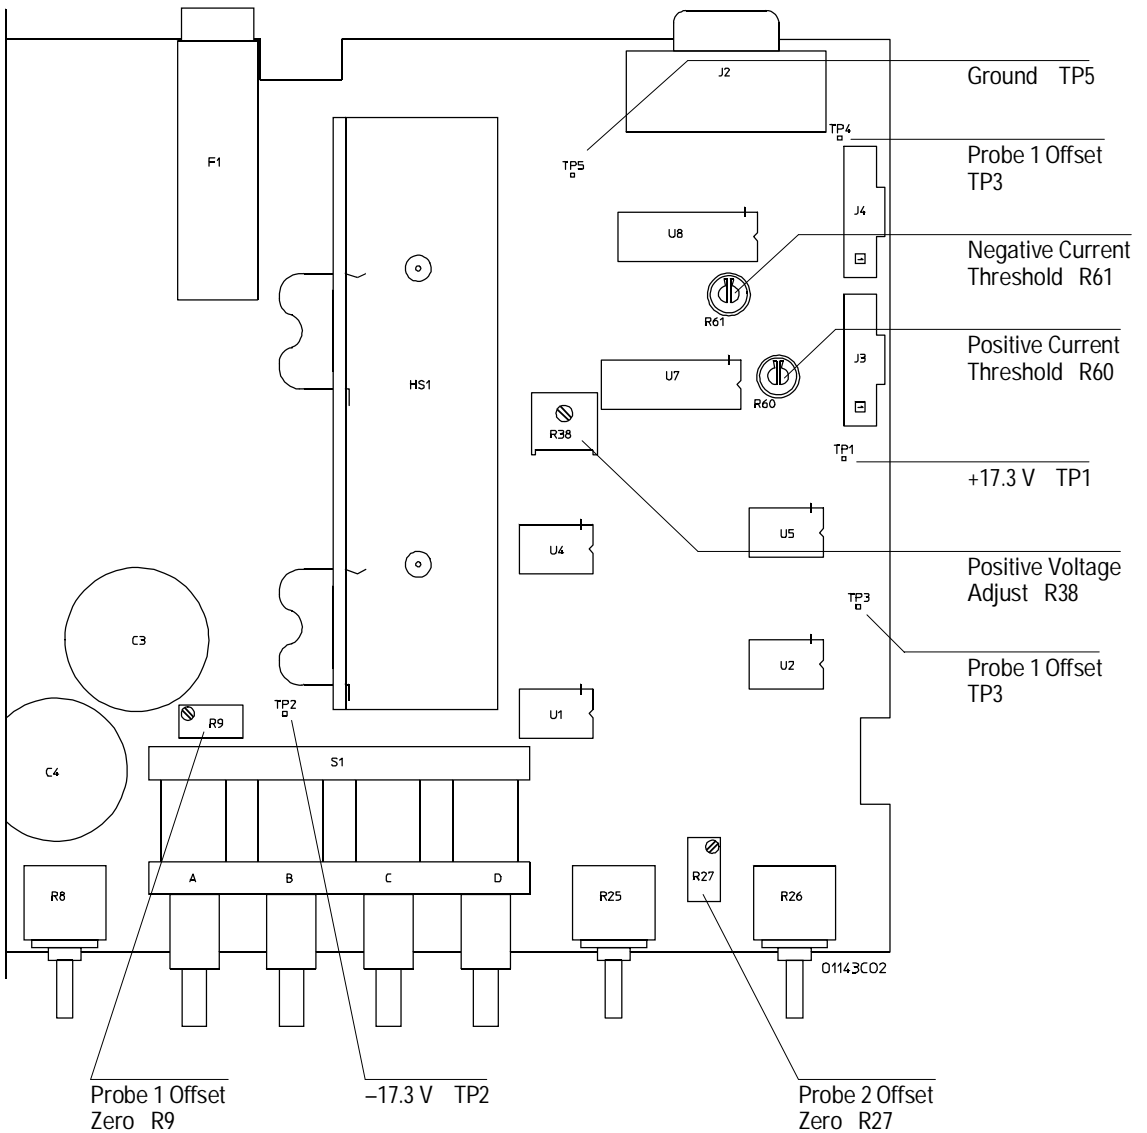 J2
Ground TP5
TP4
Probe 1 Offset
TP3
F1
TP5
J4
U8
1
Negative Current
Threshold R61
R61
Positive Current
Threshold R60
J3
U7
HS1
R60
1
R38
TP1
+17.3 V TP1
U5
U4
Positive Voltage
Adjust R38
TP3
C3
U2
Probe 1 Offset
TP3
TP2
R9
U1
S1
C4
A
B
C
D
R8
R25
R27
R26
01143C02
Probe 1 Offset
Zero R9
–17.3 V TP2
Probe 2 Offset
Zero R27